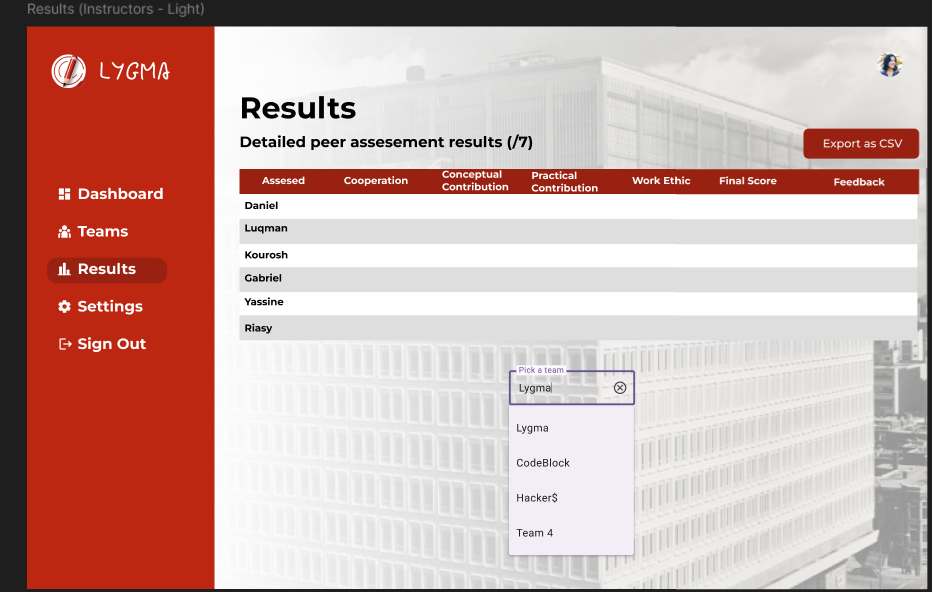 Results (Instructors - Light)
LYGMA
Results
Detailed peer assesement results (/7)
Export as CSV
Dashboard
Teams
Results
Settings
Sign Out
Assesed
Cooperation
Conceptual
Contribution
Practical
Contribution
Work Ethic
Final Score
Feedback
Daniel
Luqman
Kourosh
Gabriel
Yassine
Riasy
Pick a team
Lygma
Lygma
CodeBlock
Hacker$
Team 4